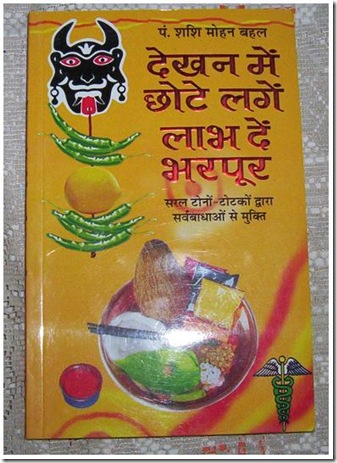 पं. शशि मोहन बहल
देखन में
छोटे लगें
लाभ दें
भरपूर
सरल टोनों-टोटकों द्वारा
सर्वबाधाओं से मुक्ति